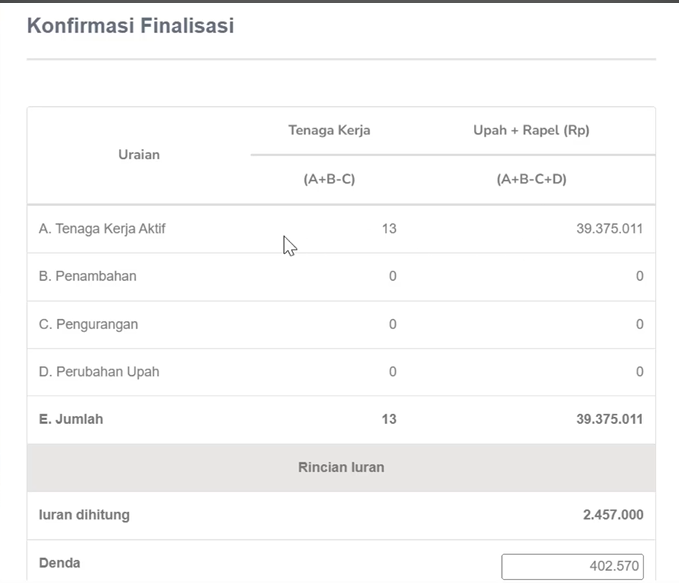 Konfirmasi Finalisasi
Uraian
Tenaga Kerja
Upah + Rapel (Rp)
(A+B-C)
(A+B-C+D)
A. Tenaga Kerja Aktif 13 39.375.011
B. Penambahan 0 0
C. Pengurangan 0 0
D. Perubahan Upah 0 0
E. Jumlah 13 39.375.011
Rincian Iuran
Iuran dihitung 2.457.000
Denda 402.570